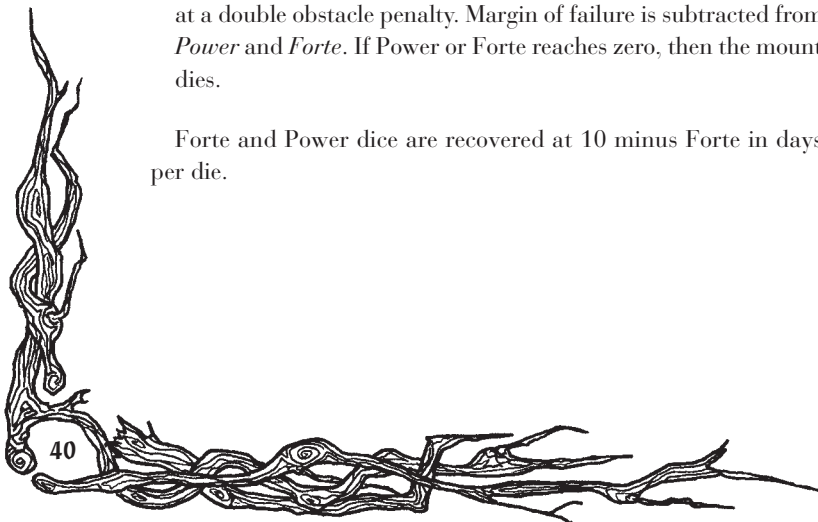 at a double obstacle penalty. Margin of failure is subtracted from
Power and Forte. If Power or Forte reaches zero, then the mount
dies.
Forte and Power dice are recovered at 10 minus Forte in days
per die.
40